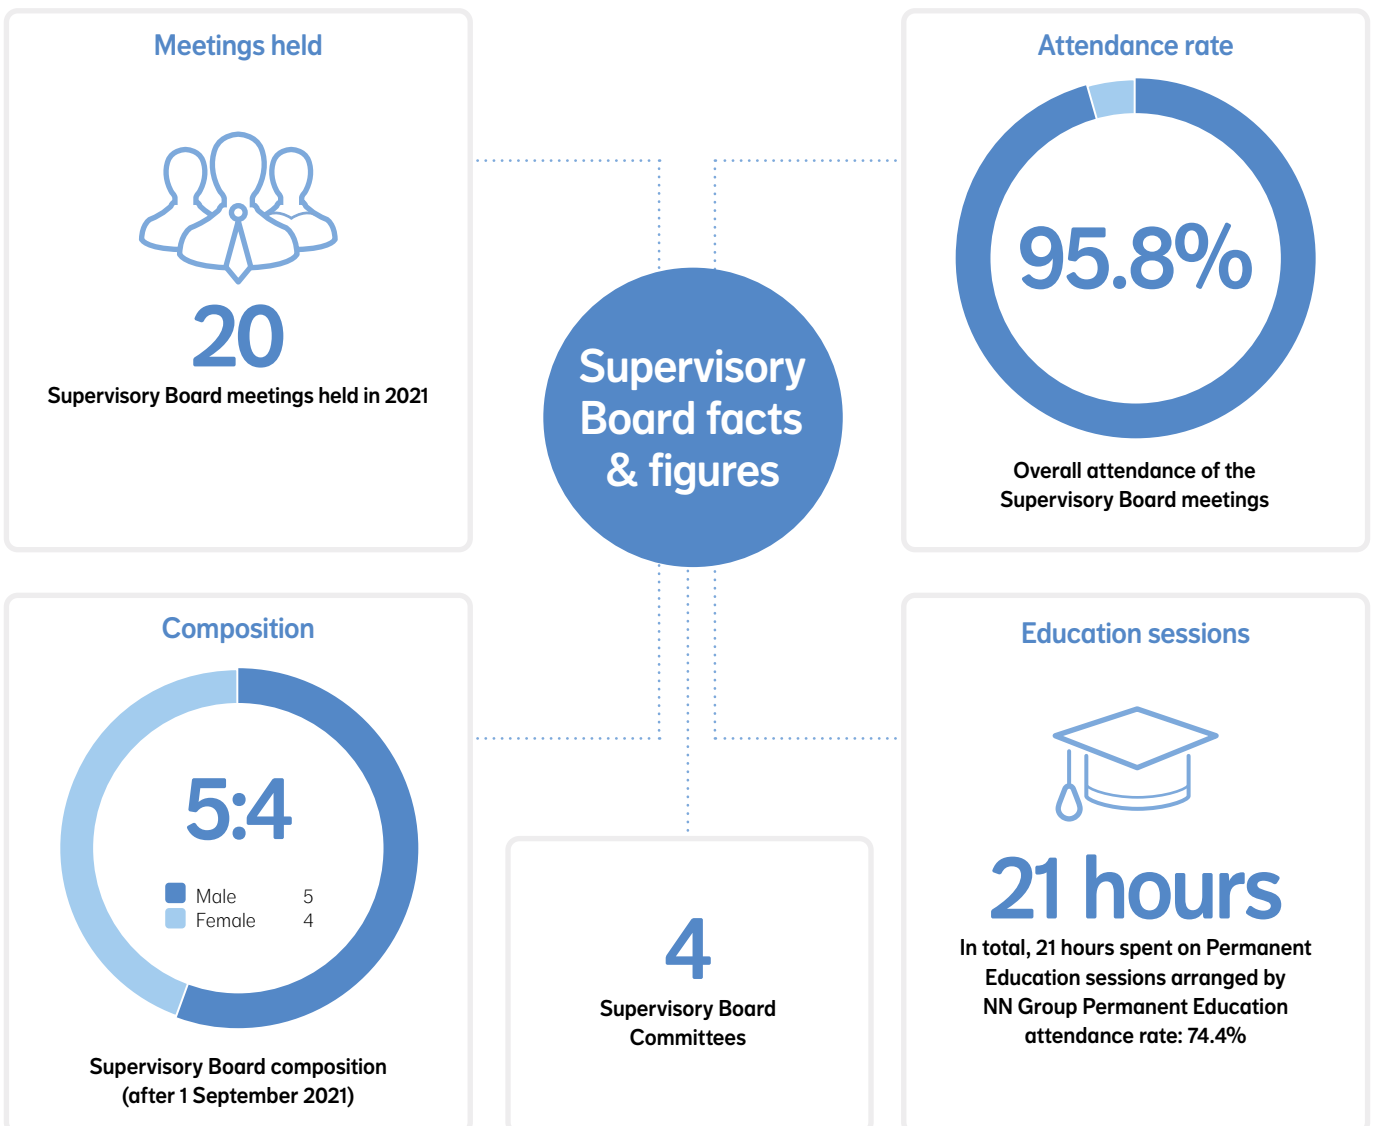 Meetings held
20
Supervisory Board meetings held in 2021
Attendance rate
95.8%
Overall attendance of the
Supervisory Board meetings
Supervisory
Board facts
& figures
Composition
5:4
Male 5
Female 4
Supervisory Board composition
(after 1 September 2021)
4
Supervisory Board
Committees
Education sessions
21 hours
In total, 21 hours spent on Permanent
Education sessions arranged by
NN Group Permanent Education
attendance rate: 74.4%